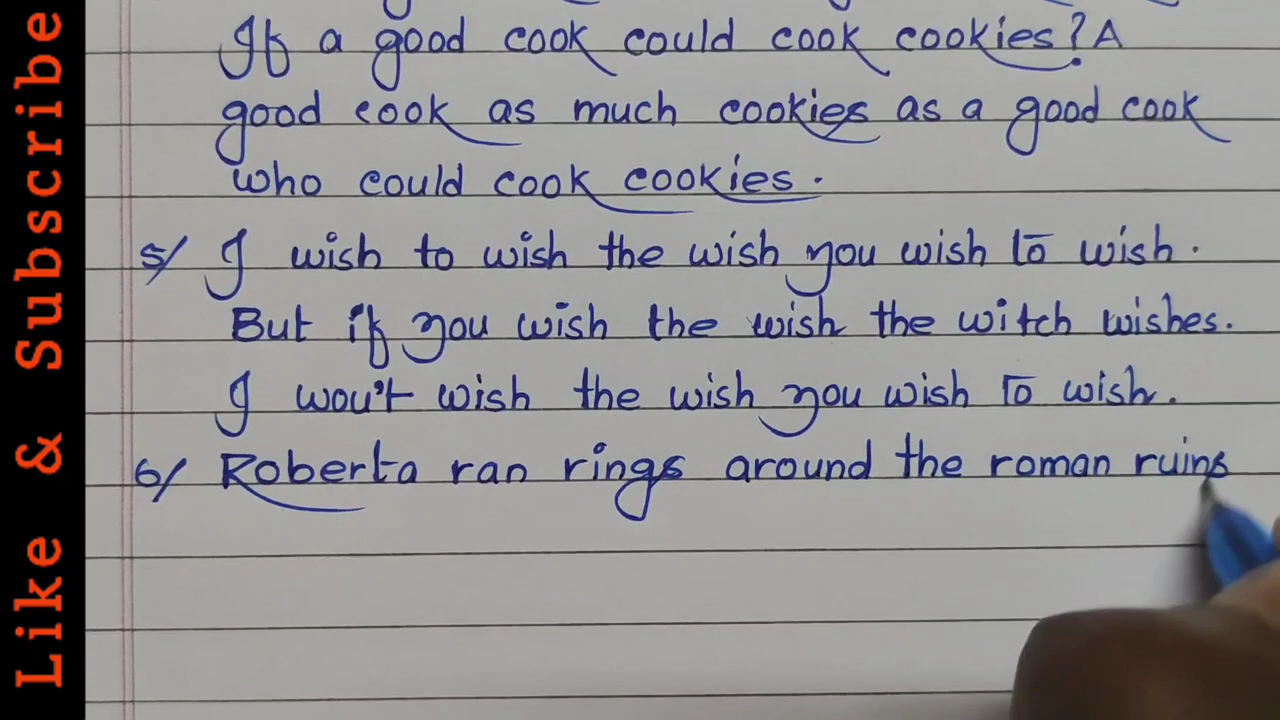 If a good cook could cook cookies? A
good cook as much cookies as a good cook
who could cook cookies.
5/ I wish to wish the wish you wish to wish.
But if you wish the wish the witch wishes.
I won't wish the wish you wish to wish.
6/ Roberta ran rings around the roman ruins
Like & Subscribe